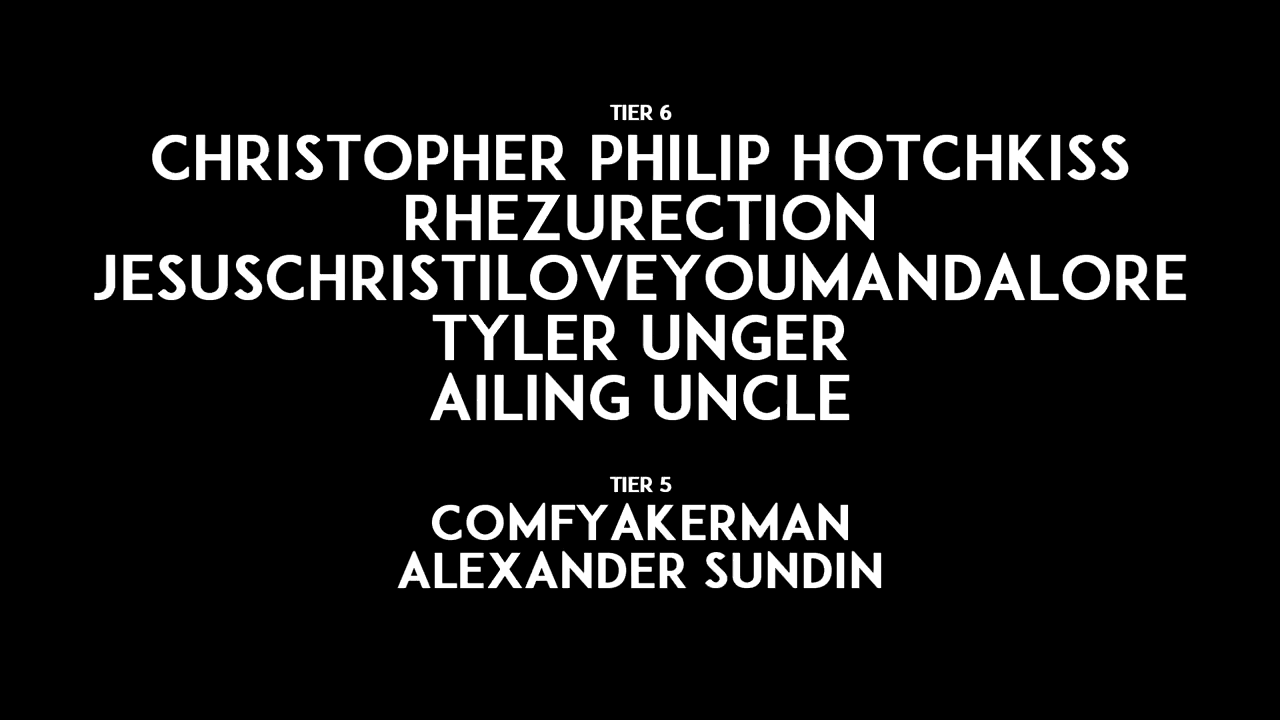 TIER 6
CHRISTOPHER PHILIP HOTCHKISS
RHEZURECTION
JESUSCHRISTILOVEYOUMANDALORE
TYLER UNGER
AILING UNCLE
TIER 5
COMFYAKERMAN
ALEXANDER SUNDIN